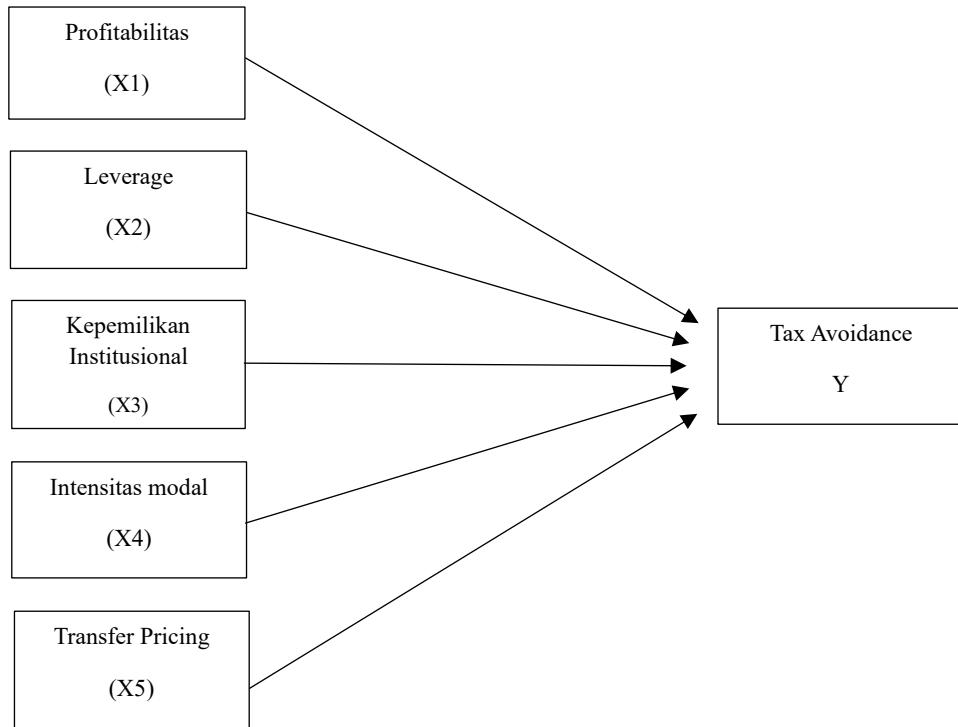 Profitabilitas
(X1)
Leverage
(X2)
Kepemilikan
Institusional
(X3)
Intensitas modal
(X4)
Transfer Pricing
(X5)
Tax Avoidance
Y